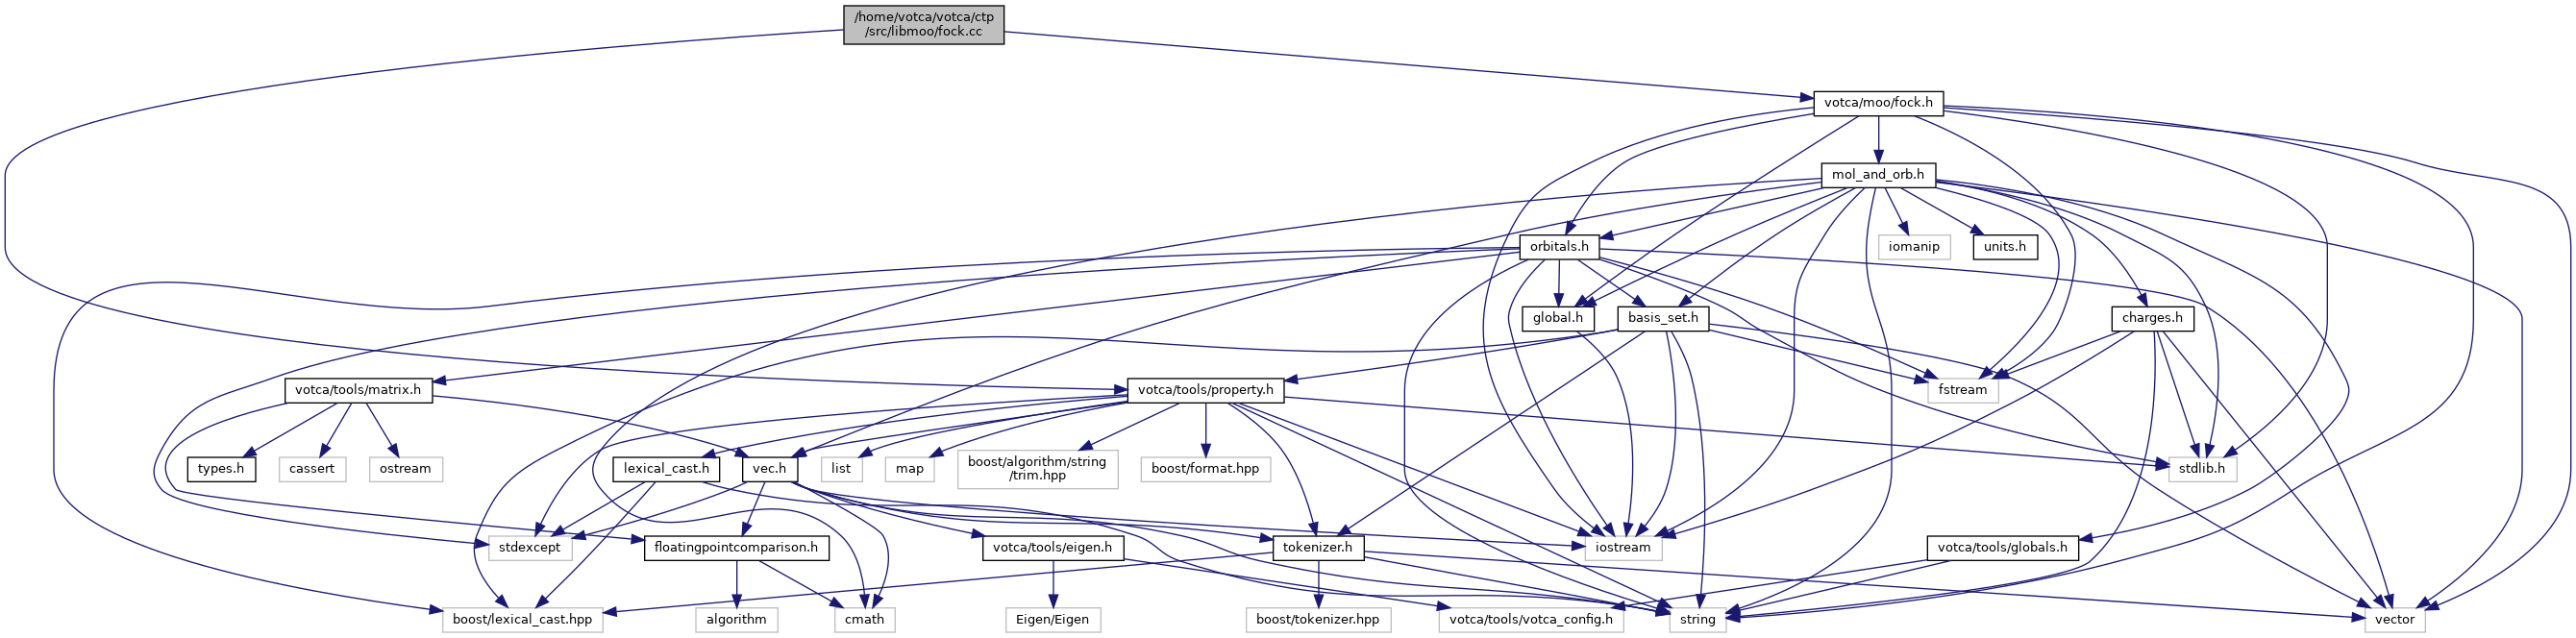 /home/votca/votca/ctp
/src/libmoo/fock.cc
votca/moo/fock.h
mol_and_orb.h
orbitals.h
iomanip
units.h
global.h
basis_set.h
charges.h
votca/tools/matrix.h
votca/tools/property.h
fstream
types.h
cassert
ostream
lexical_cast.h
vec.h
list
map
boost/algorithm/string
/trim.hpp
boost/format.hpp
stdlib.h
stdexcept
floatingpointcomparison.h
votca/tools/eigen.h
tokenizer.h
iostream
votca/tools/globals.h
boost/lexical_cast.hpp
algorithm
cmath
Eigen/Eigen
boost/tokenizer.hpp
votca/tools/votca_config.h
string
vector